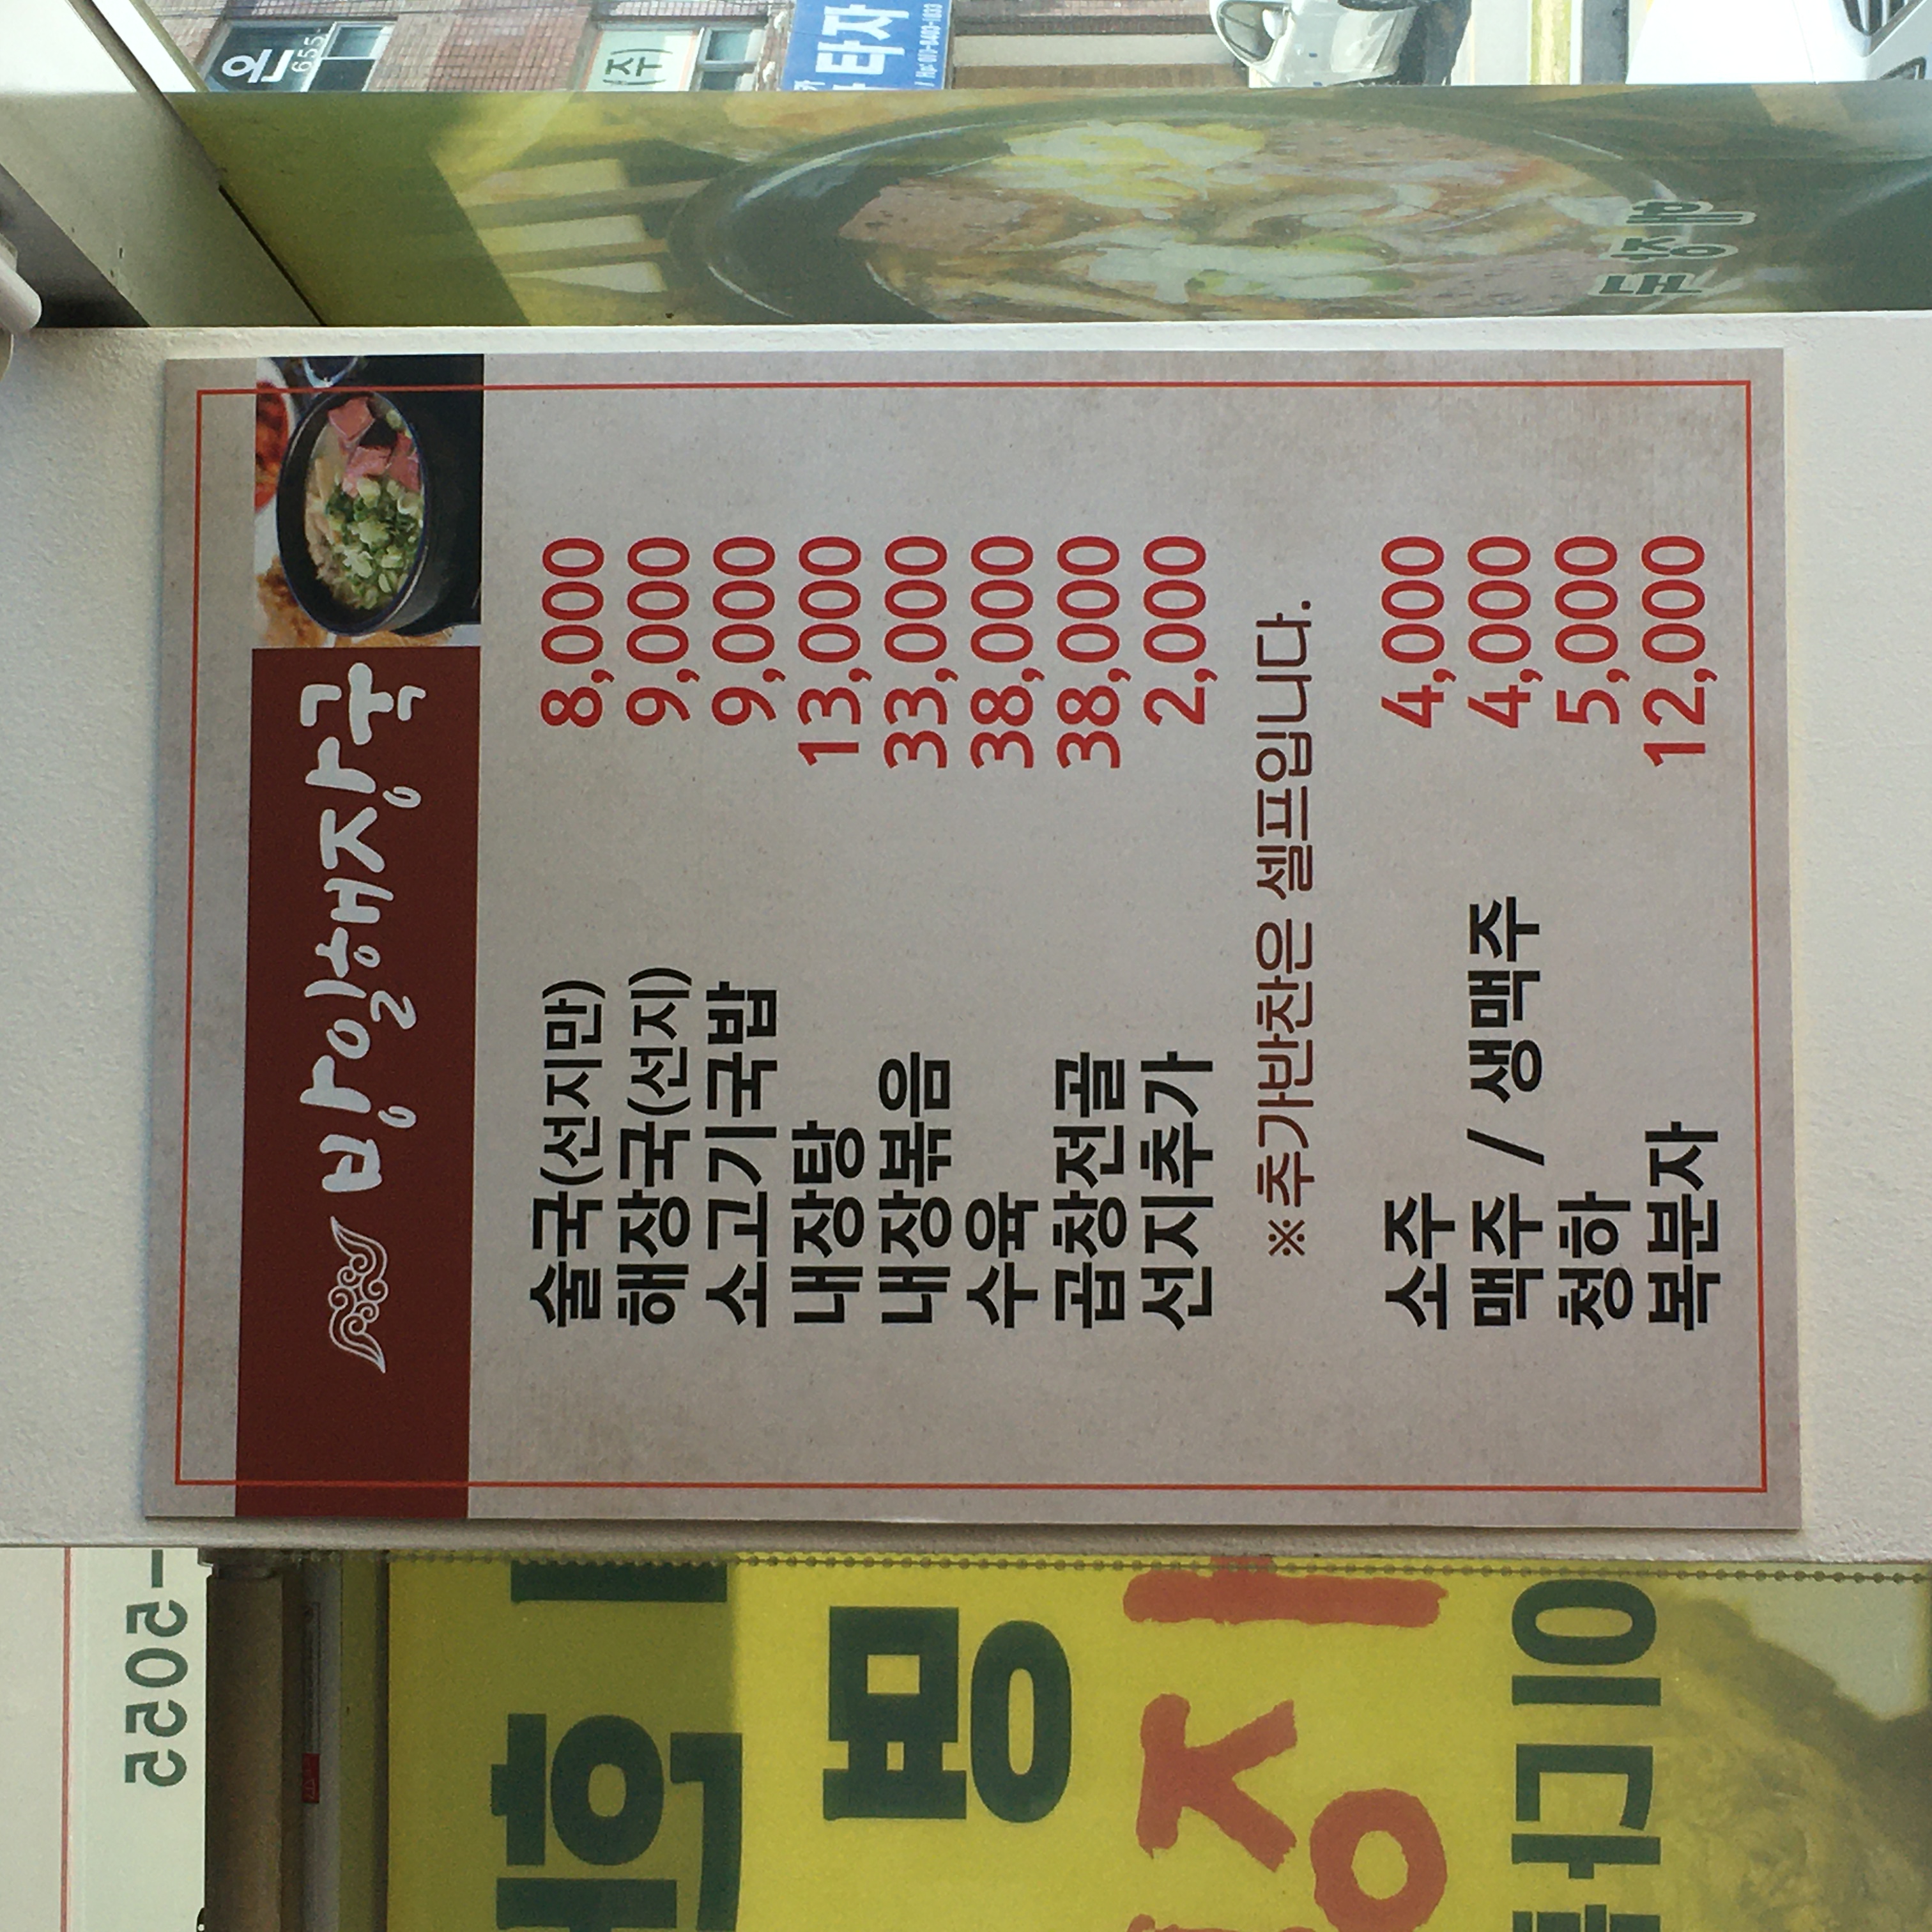 방일해장국
술국(선지만) 8,000
해장국(선지) 9,000
소고기국밥 9,000
내장탕 13,000
내장볶음 33,000
수육 38,000
곱창전골 38,000
선지추가 2,000
※추가반찬은 셀프입니다.
소주 4,000
맥주 / 생맥주 4,000
청하 5,000
복분자 12,000
(주)
타자
-5055